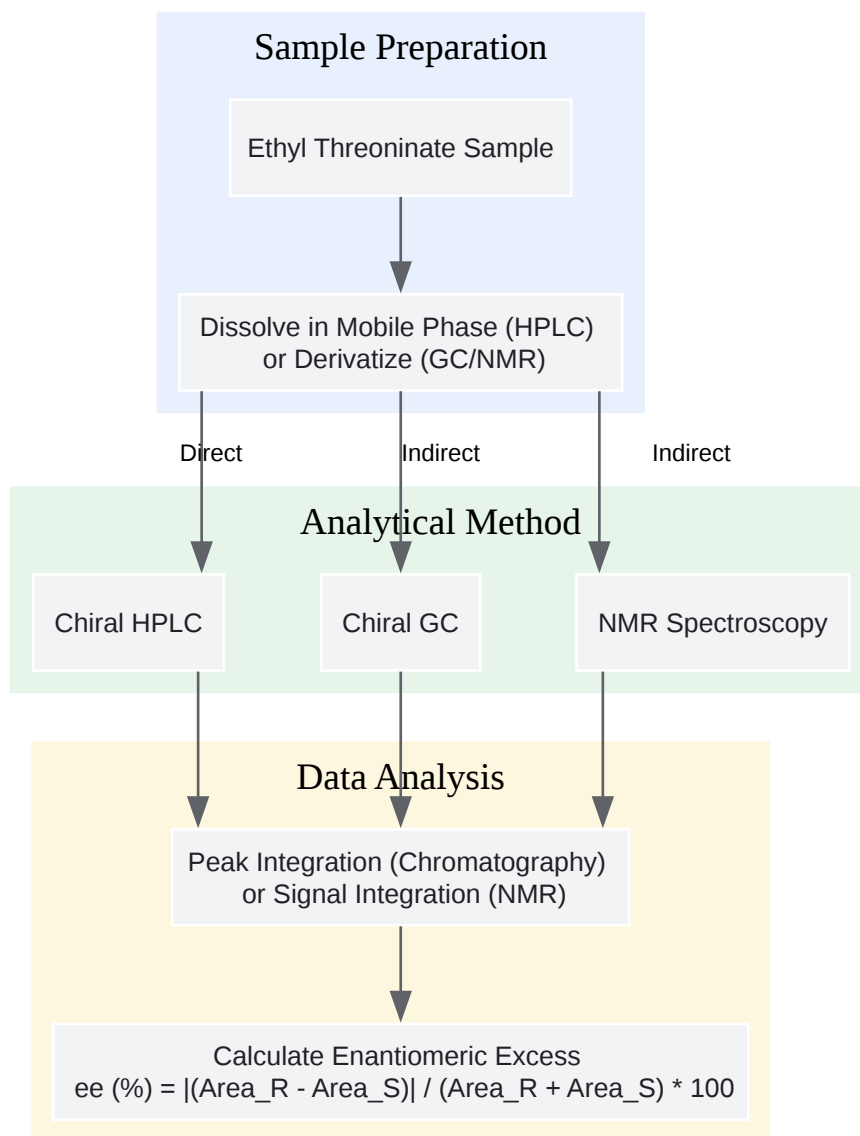 Sample Preparation
Ethyl Threoninate Sample
Dissolve in Mobile Phase (HPLC)
or Derivatize (GC/NMR)
Direct
Indirect
Indirect
Analytical Method
Chiral HPLC
Chiral GC
NMR Spectroscopy
Data Analysis
Peak Integration (Chromatography)
or Signal Integration (NMR)
Calculate Enantiomeric Excess
ee (%) = |(Area_R - Area_S)| / (Area_R + Area_S) * 100